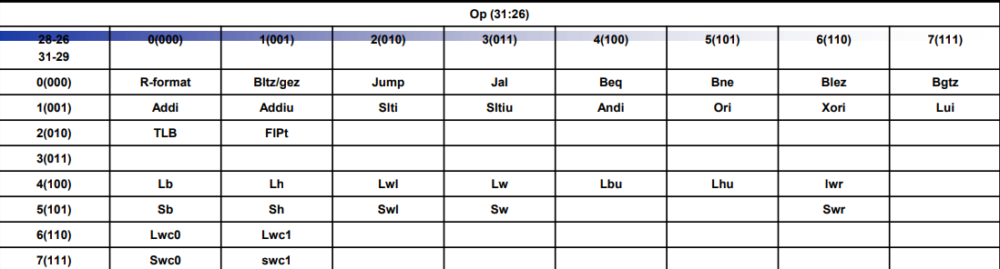 Op (31:26)
28-26 0(000) 1(001) 2(010) 3(011) 4(100) 5(101) 6(110) 7(111)
31-29
0(000) R-format Bltz/gez Jump Jal Beq Bne Blez Bgtz
1(001) Addi Addiu Slti Sltiu Andi Ori Xori Lui
2(010) TLB FlPt
3(011)
4(100) Lb Lh Lwl Lw Lbu Lhu lwr
5(101) Sb Sh Swl Sw Swr
6(110) Lwc0 Lwc1
7(111) Swc0 swc1